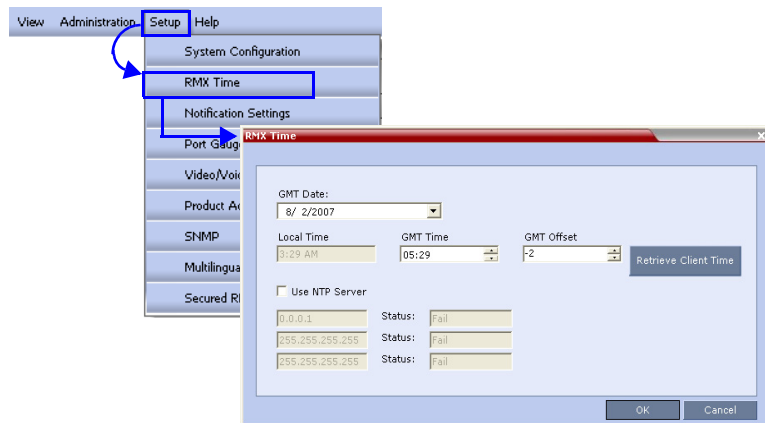 View Administration Setup Help
System Configuration
RMX Time
Notification Settings
Port Gaug
Video/Voic
Product Ac
SNMP
Multilingua
Secured R
RMX Time
GMT Date:
8/ 2/2007
Local Time GMT Time GMT Offset
3:29 AM 05:29 -2 Retrieve Client Time
Use NTP Server
0.0.0.1 Status: Fail
255.255.255.255 Status: Fail
255.255.255.255 Status: Fail
OK Cancel